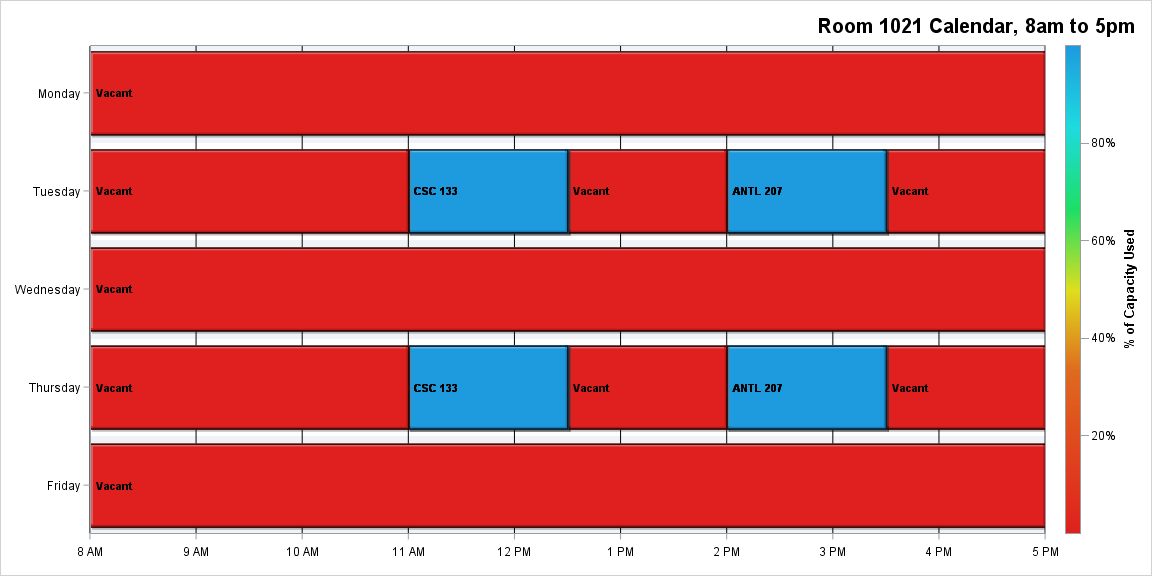 Room 1021 Calendar, 8am to 5pm
Monday
Vacant
Tuesday
Vacant
CSC 133
Vacant
ANTL 207
Vacant
Wednesday
Vacant
Thursday
Vacant
CSC 133
Vacant
ANTL 207
Vacant
Friday
Vacant
8 AM
9 AM
10 AM
11 AM
12 PM
1 PM
2 PM
3 PM
4 PM
5 PM
80%
60%
40%
20%
% of Capacity Used